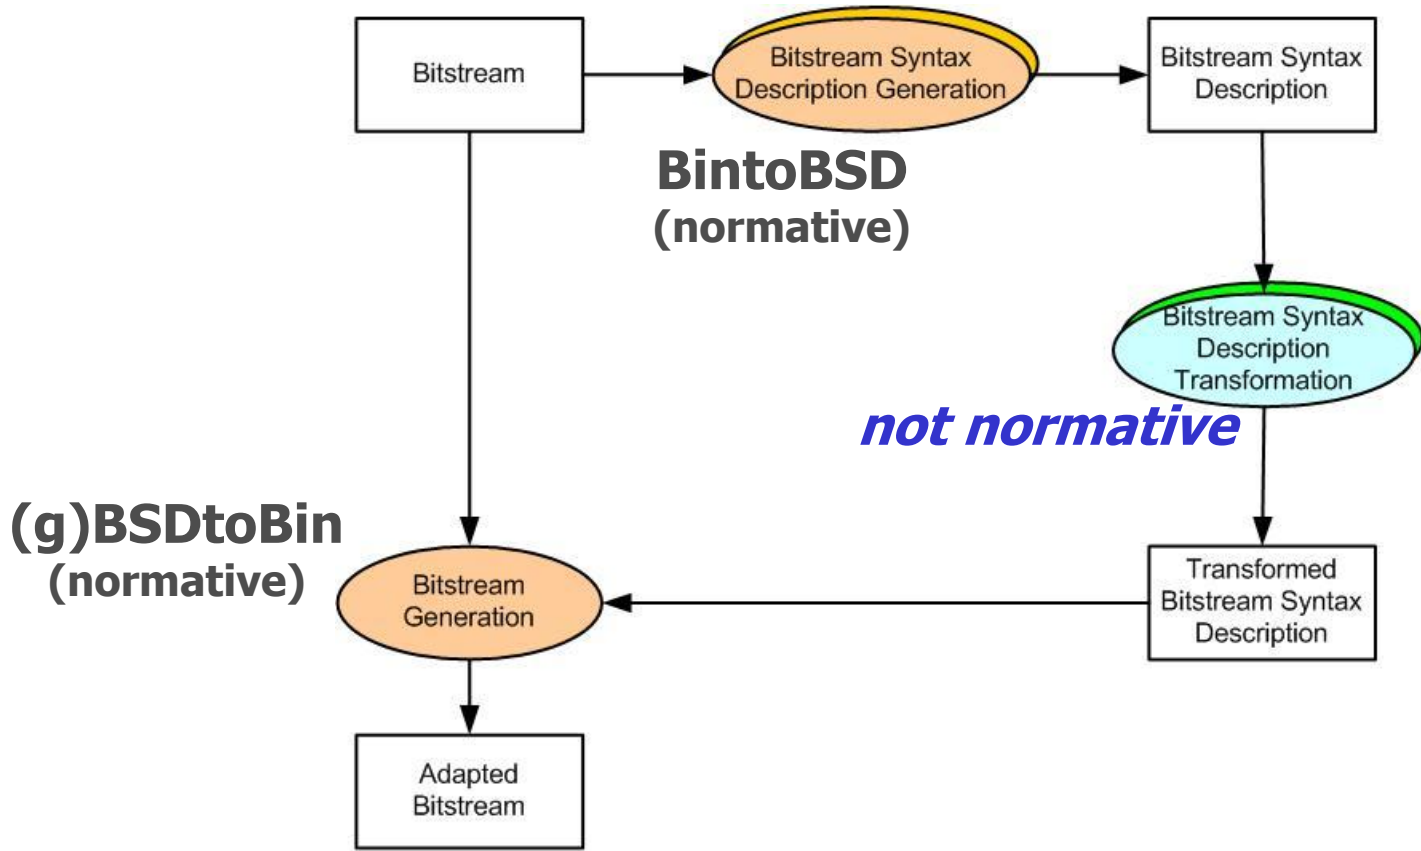 Bitstream
Bitstream Syntax
Description Generation
Bitstream Syntax
Description
BintoBSD
(normative)
Bitstream Syntax
Description
Transformation
not normative
(g)BSDtoBin
(normative)
Bitstream
Generation
Transformed
Bitstream Syntax
Description
Adapted
Bitstream